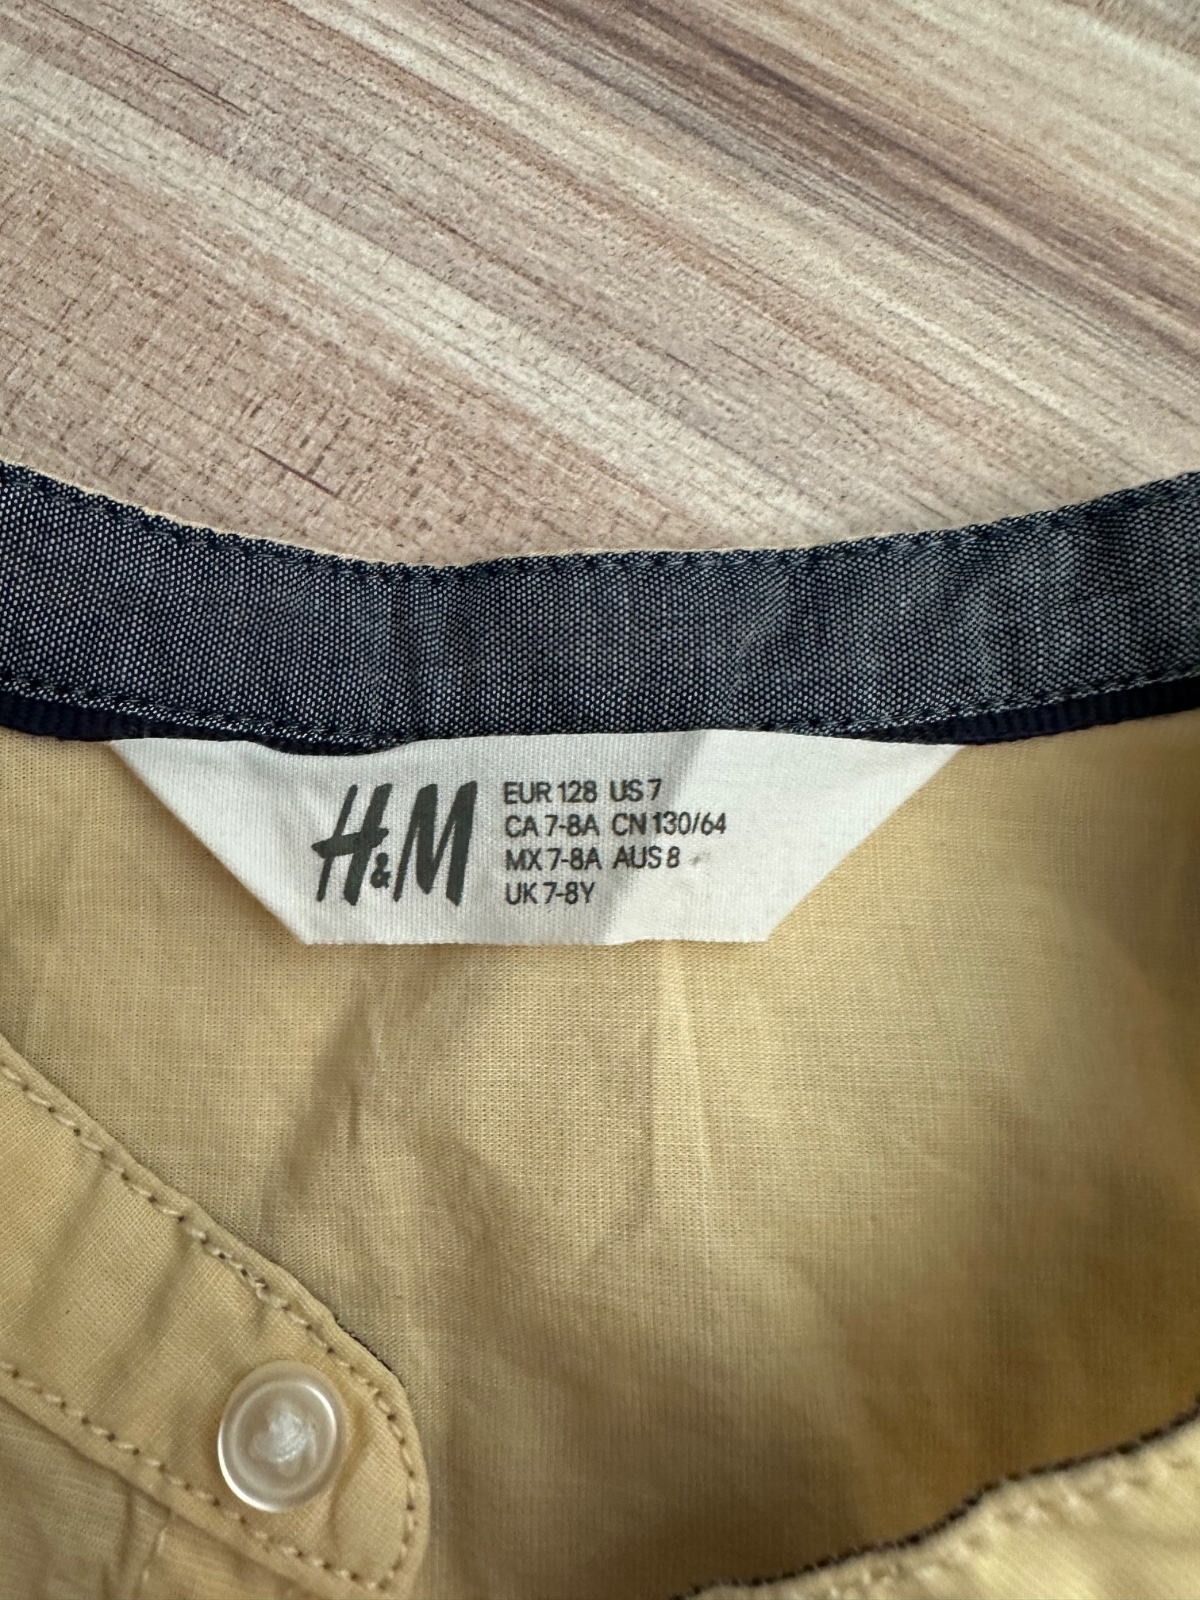 H&M
EUR 128 US 7
CA 7-8A CN 130/64
MX 7-8A AUS 8
UK 7-8Y